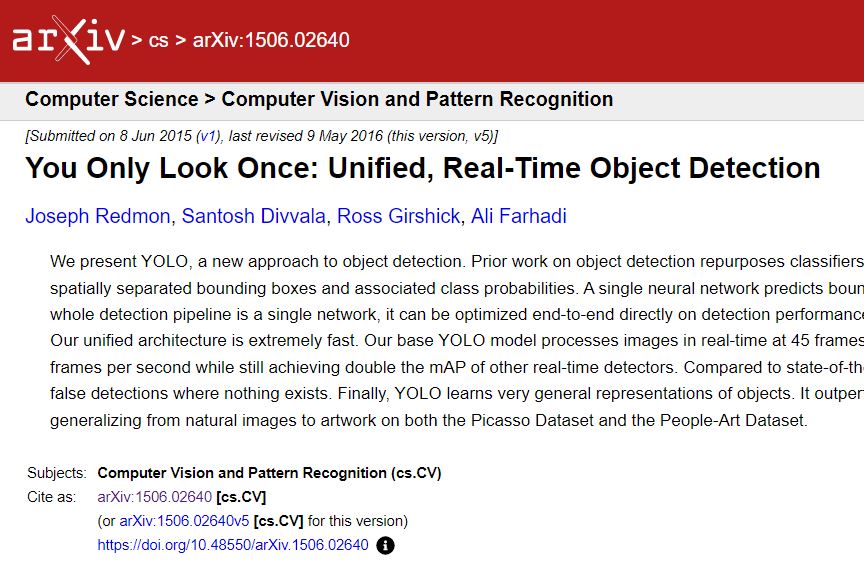 arXiv > cs > arXiv:1506.02640
Computer Science > Computer Vision and Pattern Recognition
[Submitted on 8 Jun 2015 (v1), last revised 9 May 2016 (this version, v5)]
You Only Look Once: Unified, Real-Time Object Detection
Joseph Redmon, Santosh Divvala, Ross Girshick, Ali Farhadi
We present YOLO, a new approach to object detection. Prior work on object detection repurposes classifiers
spatially separated bounding boxes and associated class probabilities. A single neural network predicts boun
whole detection pipeline is a single network, it can be optimized end-to-end directly on detection performance
Our unified architecture is extremely fast. Our base YOLO model processes images in real-time at 45 frames
frames per second while still achieving double the mAP of other real-time detectors. Compared to state-of-th
false detections where nothing exists. Finally, YOLO learns very general representations of objects. It outper
generalizing from natural images to artwork on both the Picasso Dataset and the People-Art Dataset.
Subjects: Computer Vision and Pattern Recognition (cs.CV)
Cite as: arXiv:1506.02640 [cs.CV]
(or arXiv:1506.02640v5 [cs.CV] for this version)
https://doi.org/10.48550/arXiv.1506.02640